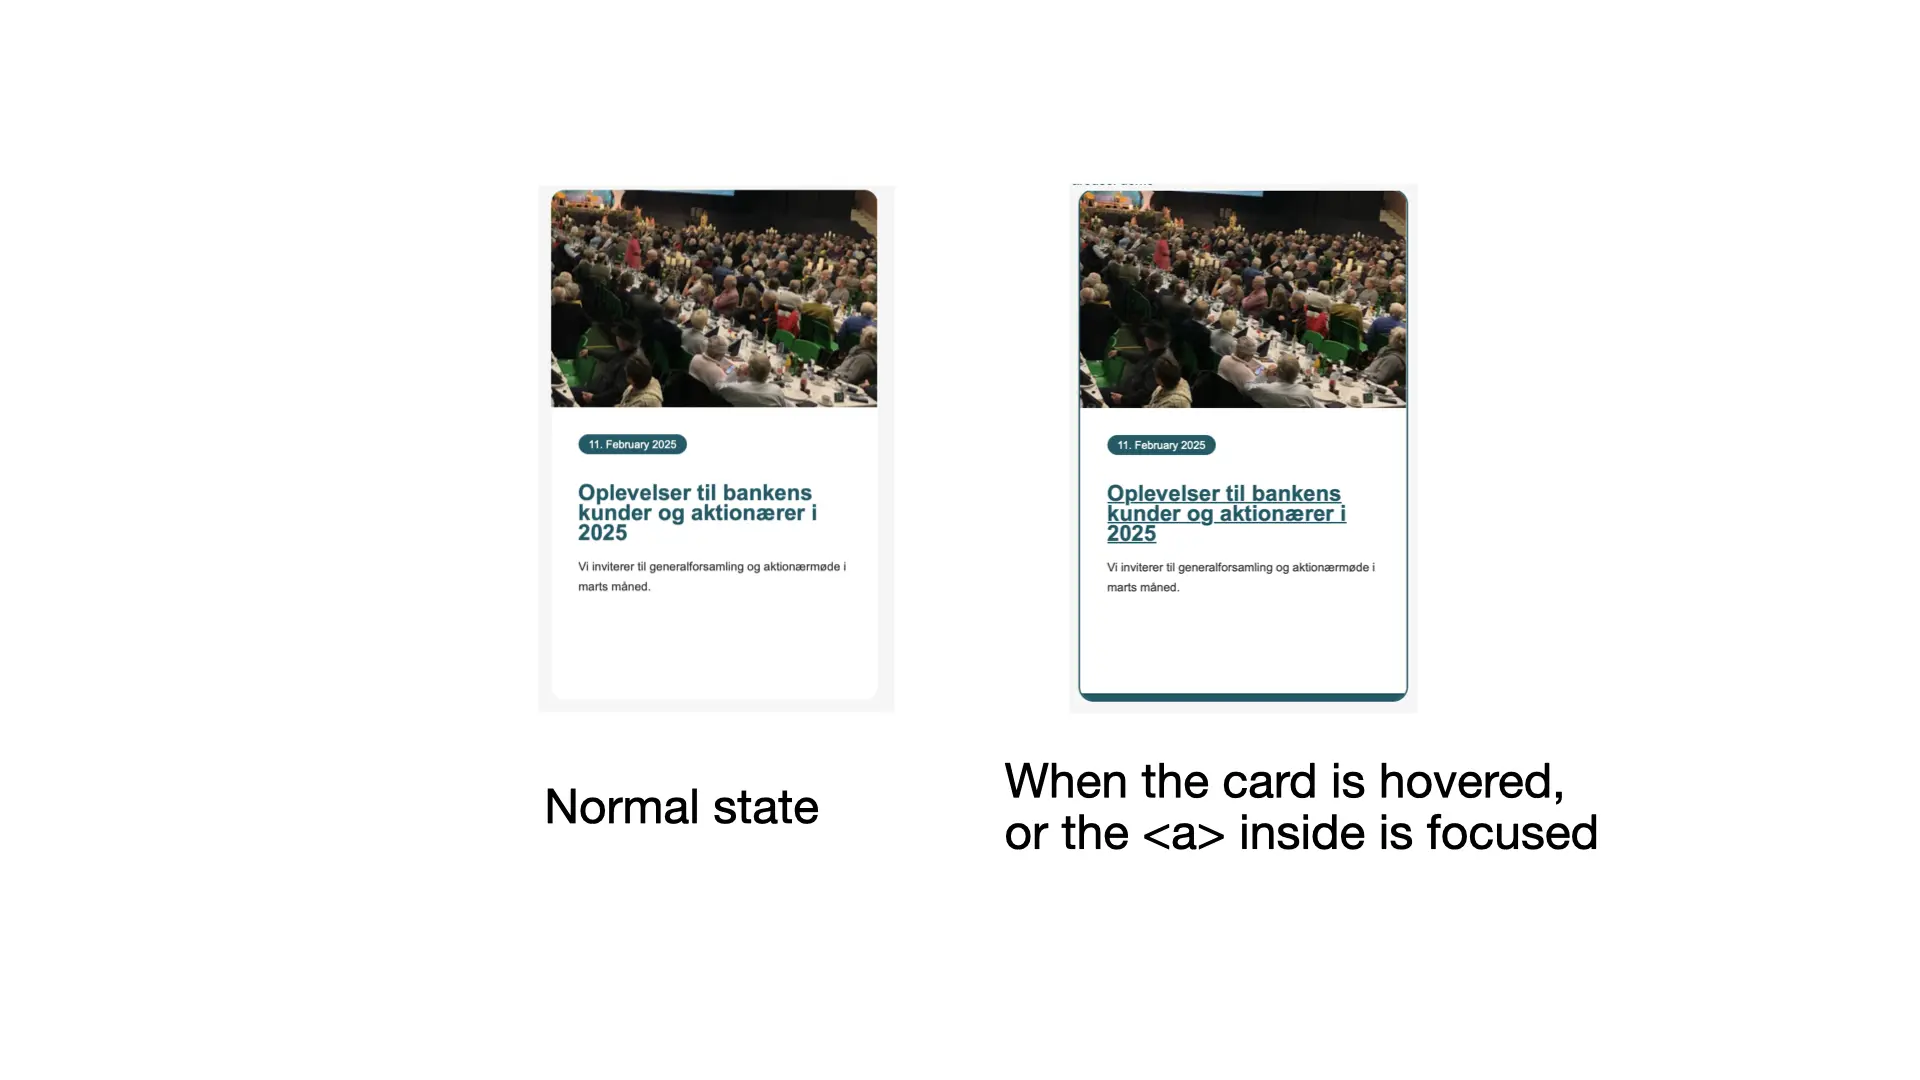 11. February 2025
Oplevelser til bankens
kunder og aktionærer i
2025
Vi inviterer til generalforsamling og aktionærmøde i
marts måned.
Normal state
11. February 2025
Oplevelser til bankens
kunder og aktionærer i
2025
Vi inviterer til generalforsamling og aktionærmøde i
marts måned.
When the card is hovered,
or the <a> inside is focused